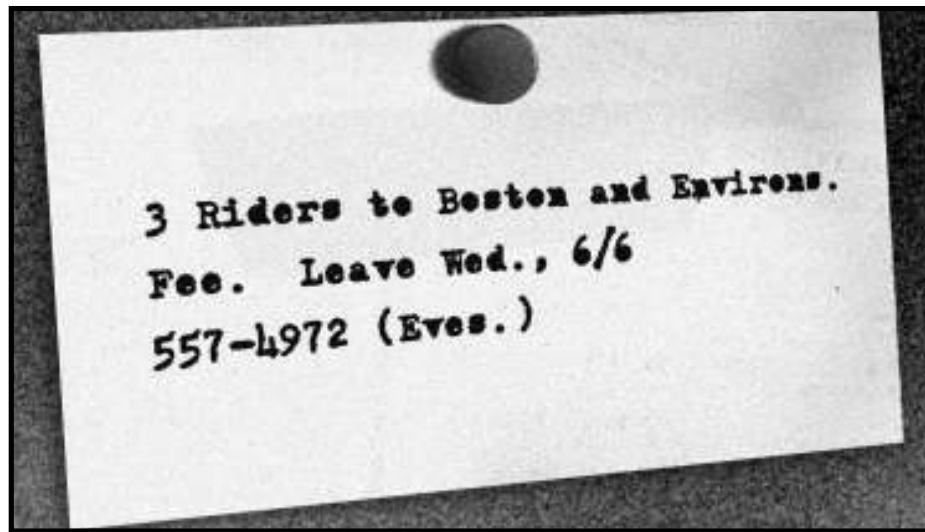 3 Riders to Boston and Environs.
Fee.  Leave Wed., 6/6
557-4972 (Eves.)